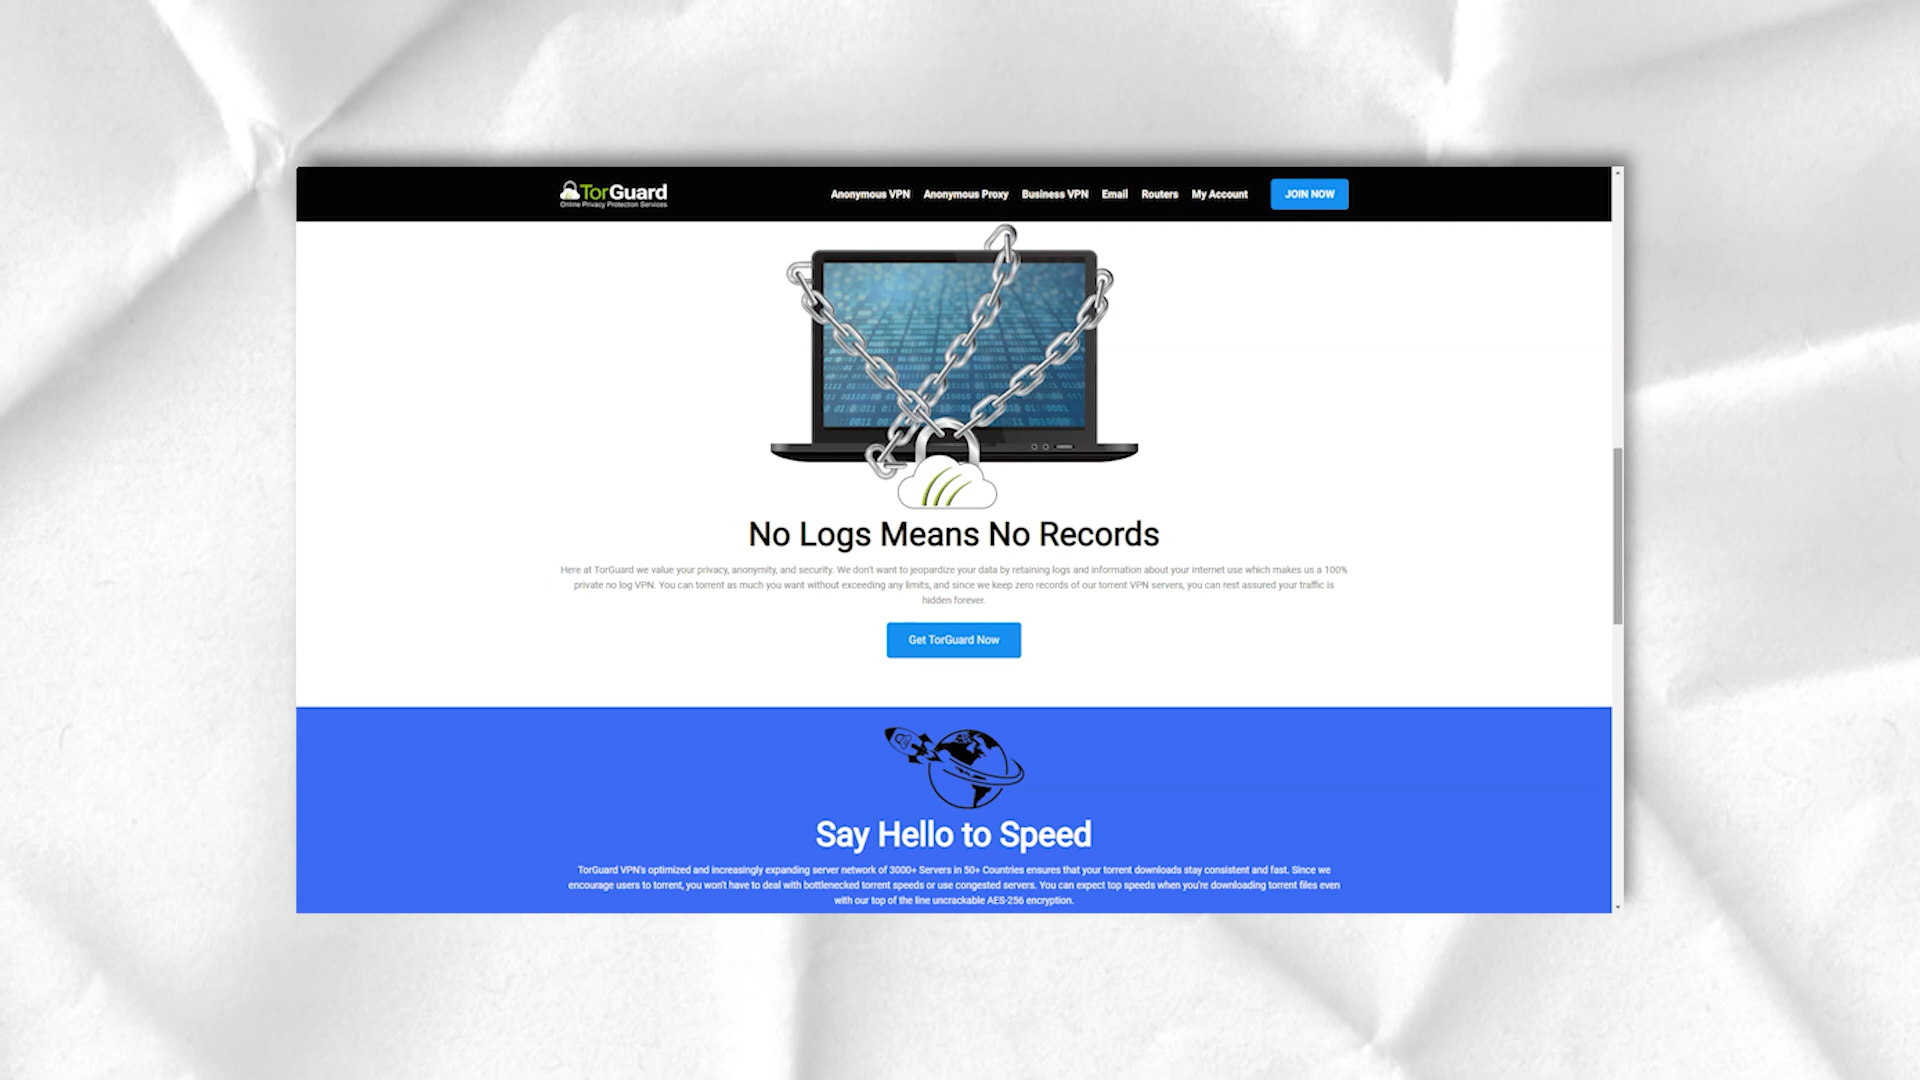 TorGuard
Online Privacy Protection Services
Anonymous VPN Anonymous Proxy Business VPN Email Routers My Account JOIN NOW
No Logs Means No Records
Here at TorGuard we value your privacy, anonymity, and security. We don't want to jeopardize your data by retaining logs and information about your internet use which makes us a 100%
private no log VPN. You can torrent as much you want without exceeding any limits, and since we keep zero records of our torrent VPN servers, you can rest assured your traffic is
hidden forever.
Get TorGuard Now
Say Hello to Speed
TorGuard VPN's optimized and increasingly expanding server network of 3000+ Servers in 50+ Countries ensures that your torrent downloads stay consistent and fast. Since we
encourage users to torrent, you won't have to deal with bottlenecked torrent speeds or use congested servers. You can expect top speeds when you're downloading torrent files even
with our top of the line uncrackable AES-256 encryption.